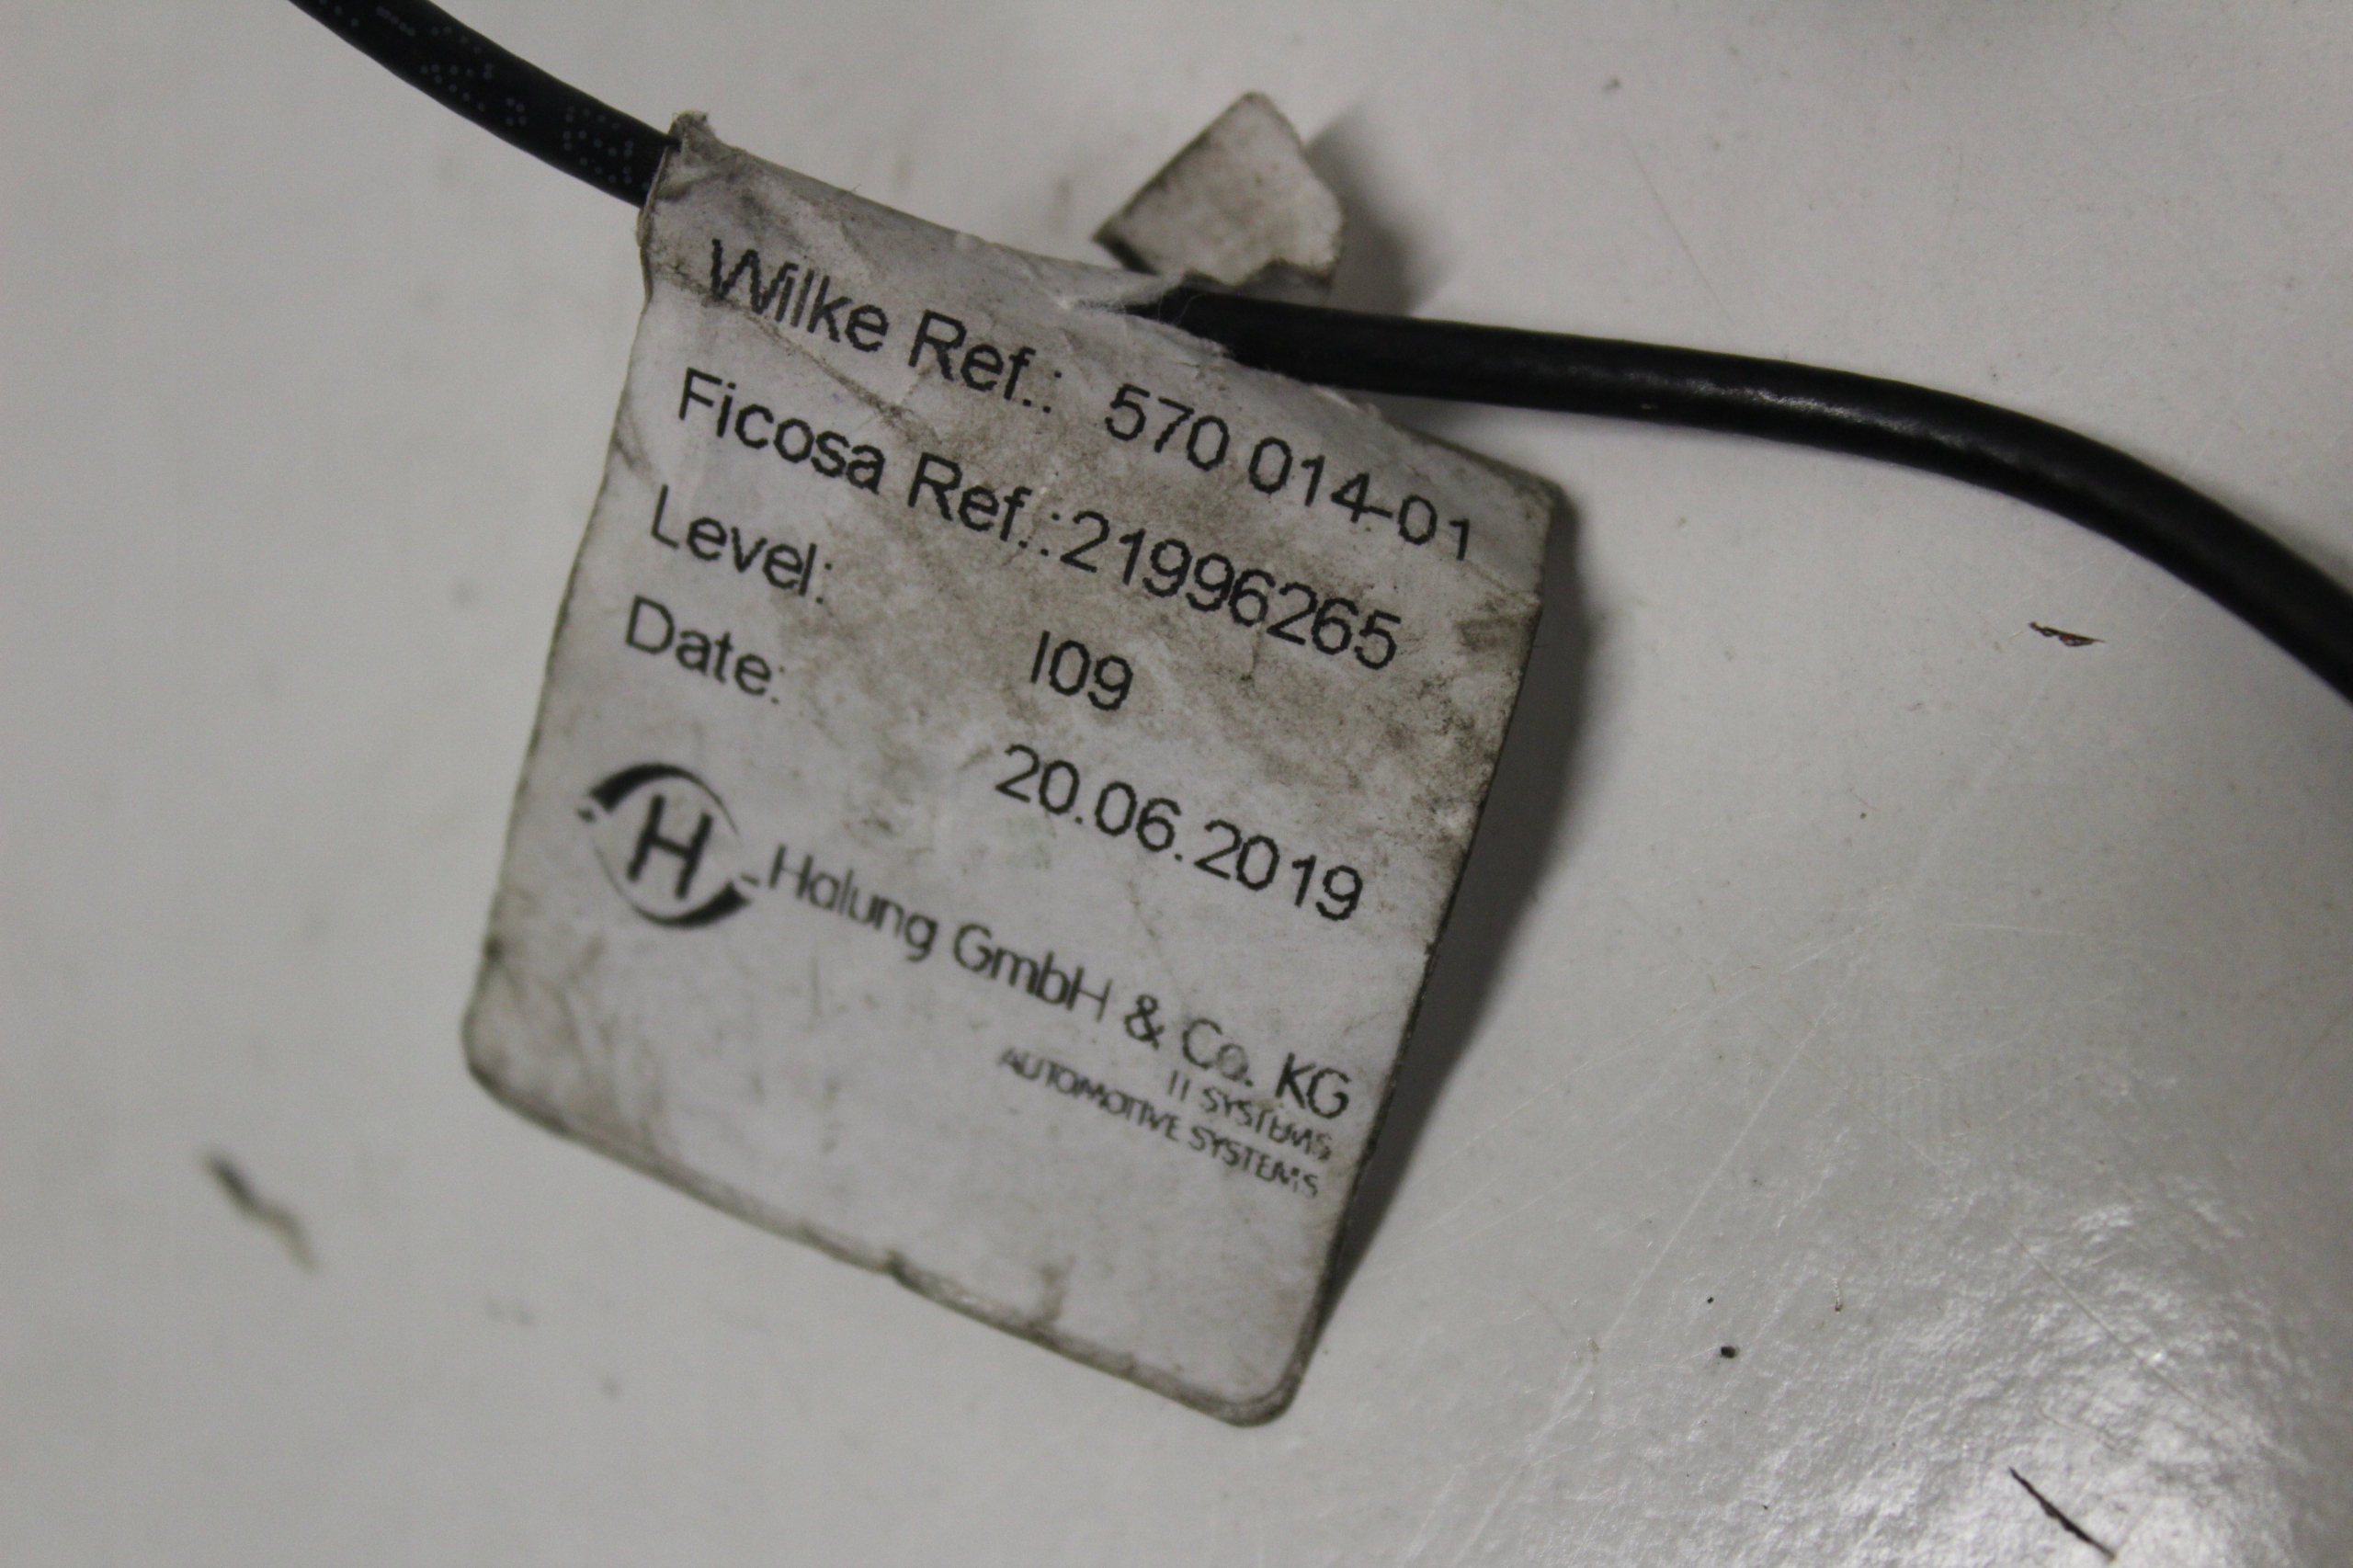 Wilke Ref.: 570 014-01
Ficosa Ref.:21996265
Level: I09
Date: 20.06.2019
H Halung GmbH & Co. KG
SYSTEMS
AUTOMOTIVE SYSTEMS